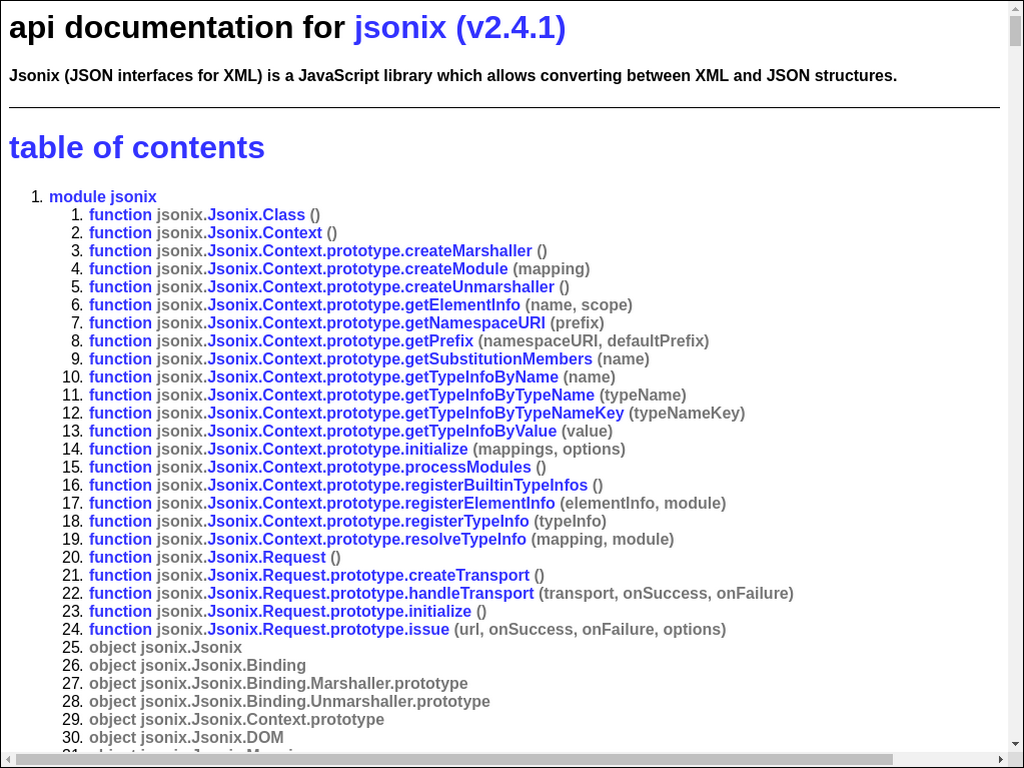 api documentation for jsonix (v2.4.1)
Jsonix (JSON interfaces for XML) is a JavaScript library which allows converting between XML and JSON structures.
table of contents
1. module jsonix
1. function jsonix.Jsonix.Class ()
2. function jsonix.Jsonix.Context ()
3. function jsonix.Jsonix.Context.prototype.createMarshaller ()
4. function jsonix.Jsonix.Context.prototype.createModule (mapping)
5. function jsonix.Jsonix.Context.prototype.createUnmarshaller ()
6. function jsonix.Jsonix.Context.prototype.getElementInfo (name, scope)
7. function jsonix.Jsonix.Context.prototype.getNamespaceURI (prefix)
8. function jsonix.Jsonix.Context.prototype.getPrefix (namespaceURI, defaultPrefix)
9. function jsonix.Jsonix.Context.prototype.getSubstitutionMembers (name)
10. function jsonix.Jsonix.Context.prototype.getTypeInfoByName (name)
11. function jsonix.Jsonix.Context.prototype.getTypeInfoByTypeName (typeName)
12. function jsonix.Jsonix.Context.prototype.getTypeInfoByTypeNameKey (typeNameKey)
13. function jsonix.Jsonix.Context.prototype.getTypeInfoByValue (value)
14. function jsonix.Jsonix.Context.prototype.initialize (mappings, options)
15. function jsonix.Jsonix.Context.prototype.processModules ()
16. function jsonix.Jsonix.Context.prototype.registerBuiltinTypeInfos ()
17. function jsonix.Jsonix.Context.prototype.registerElementInfo (elementInfo, module)
18. function jsonix.Jsonix.Context.prototype.registerTypeInfo (typeInfo)
19. function jsonix.Jsonix.Context.prototype.resolveTypeInfo (mapping, module)
20. function jsonix.Jsonix.Request ()
21. function jsonix.Jsonix.Request.prototype.createTransport ()
22. function jsonix.Jsonix.Request.prototype.handleTransport (transport, onSuccess, onFailure)
23. function jsonix.Jsonix.Request.prototype.initialize ()
24. function jsonix.Jsonix.Request.prototype.issue (url, onSuccess, onFailure, options)
25. object jsonix.Jsonix
26. object jsonix.Jsonix.Binding
27. object jsonix.Jsonix.Binding.Marshaller.prototype
28. object jsonix.Jsonix.Binding.Unmarshaller.prototype
29. object jsonix.Jsonix.Context.prototype
30. object jsonix.Jsonix.DOM